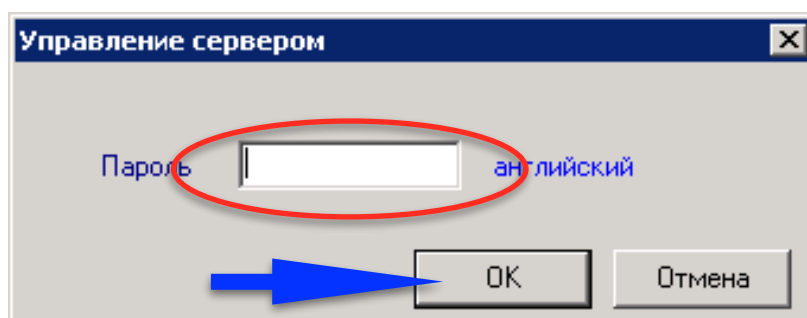 Управление сервером
Пароль английский
OK Отмена